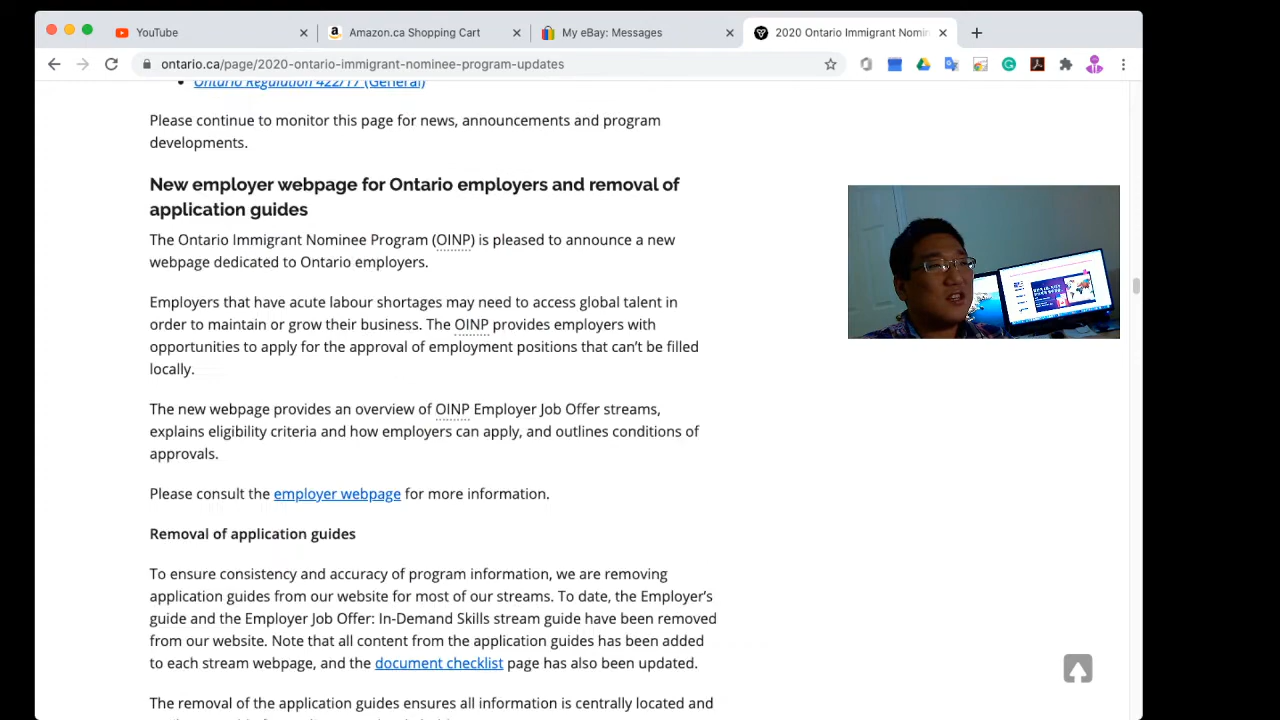 YouTube
Amazon.ca Shopping Cart
My eBay: Messages
2020 Ontario Immigrant Nomin
ontario.ca/page/2020-ontario-immigrant-nominee-program-updates
Ontario Regulation 422/17 (General)
Please continue to monitor this page for news, announcements and program
developments.
New employer webpage for Ontario employers and removal of
application guides
The Ontario Immigrant Nominee Program (OINP) is pleased to announce a new
webpage dedicated to Ontario employers.
Employers that have acute labour shortages may need to access global talent in
order to maintain or grow their business. The OINP provides employers with
opportunities to apply for the approval of employment positions that can’t be filled
locally.
The new webpage provides an overview of OINP Employer Job Offer streams,
explains eligibility criteria and how employers can apply, and outlines conditions of
approvals.
Please consult the employer webpage for more information.
Removal of application guides
To ensure consistency and accuracy of program information, we are removing
application guides from our website for most of our streams. To date, the Employer’s
guide and the Employer Job Offer: In-Demand Skills stream guide have been removed
from our website. Note that all content from the application guides has been added
to each stream webpage, and the document checklist page has also been updated.
The removal of the application guides ensures all information is centrally located and